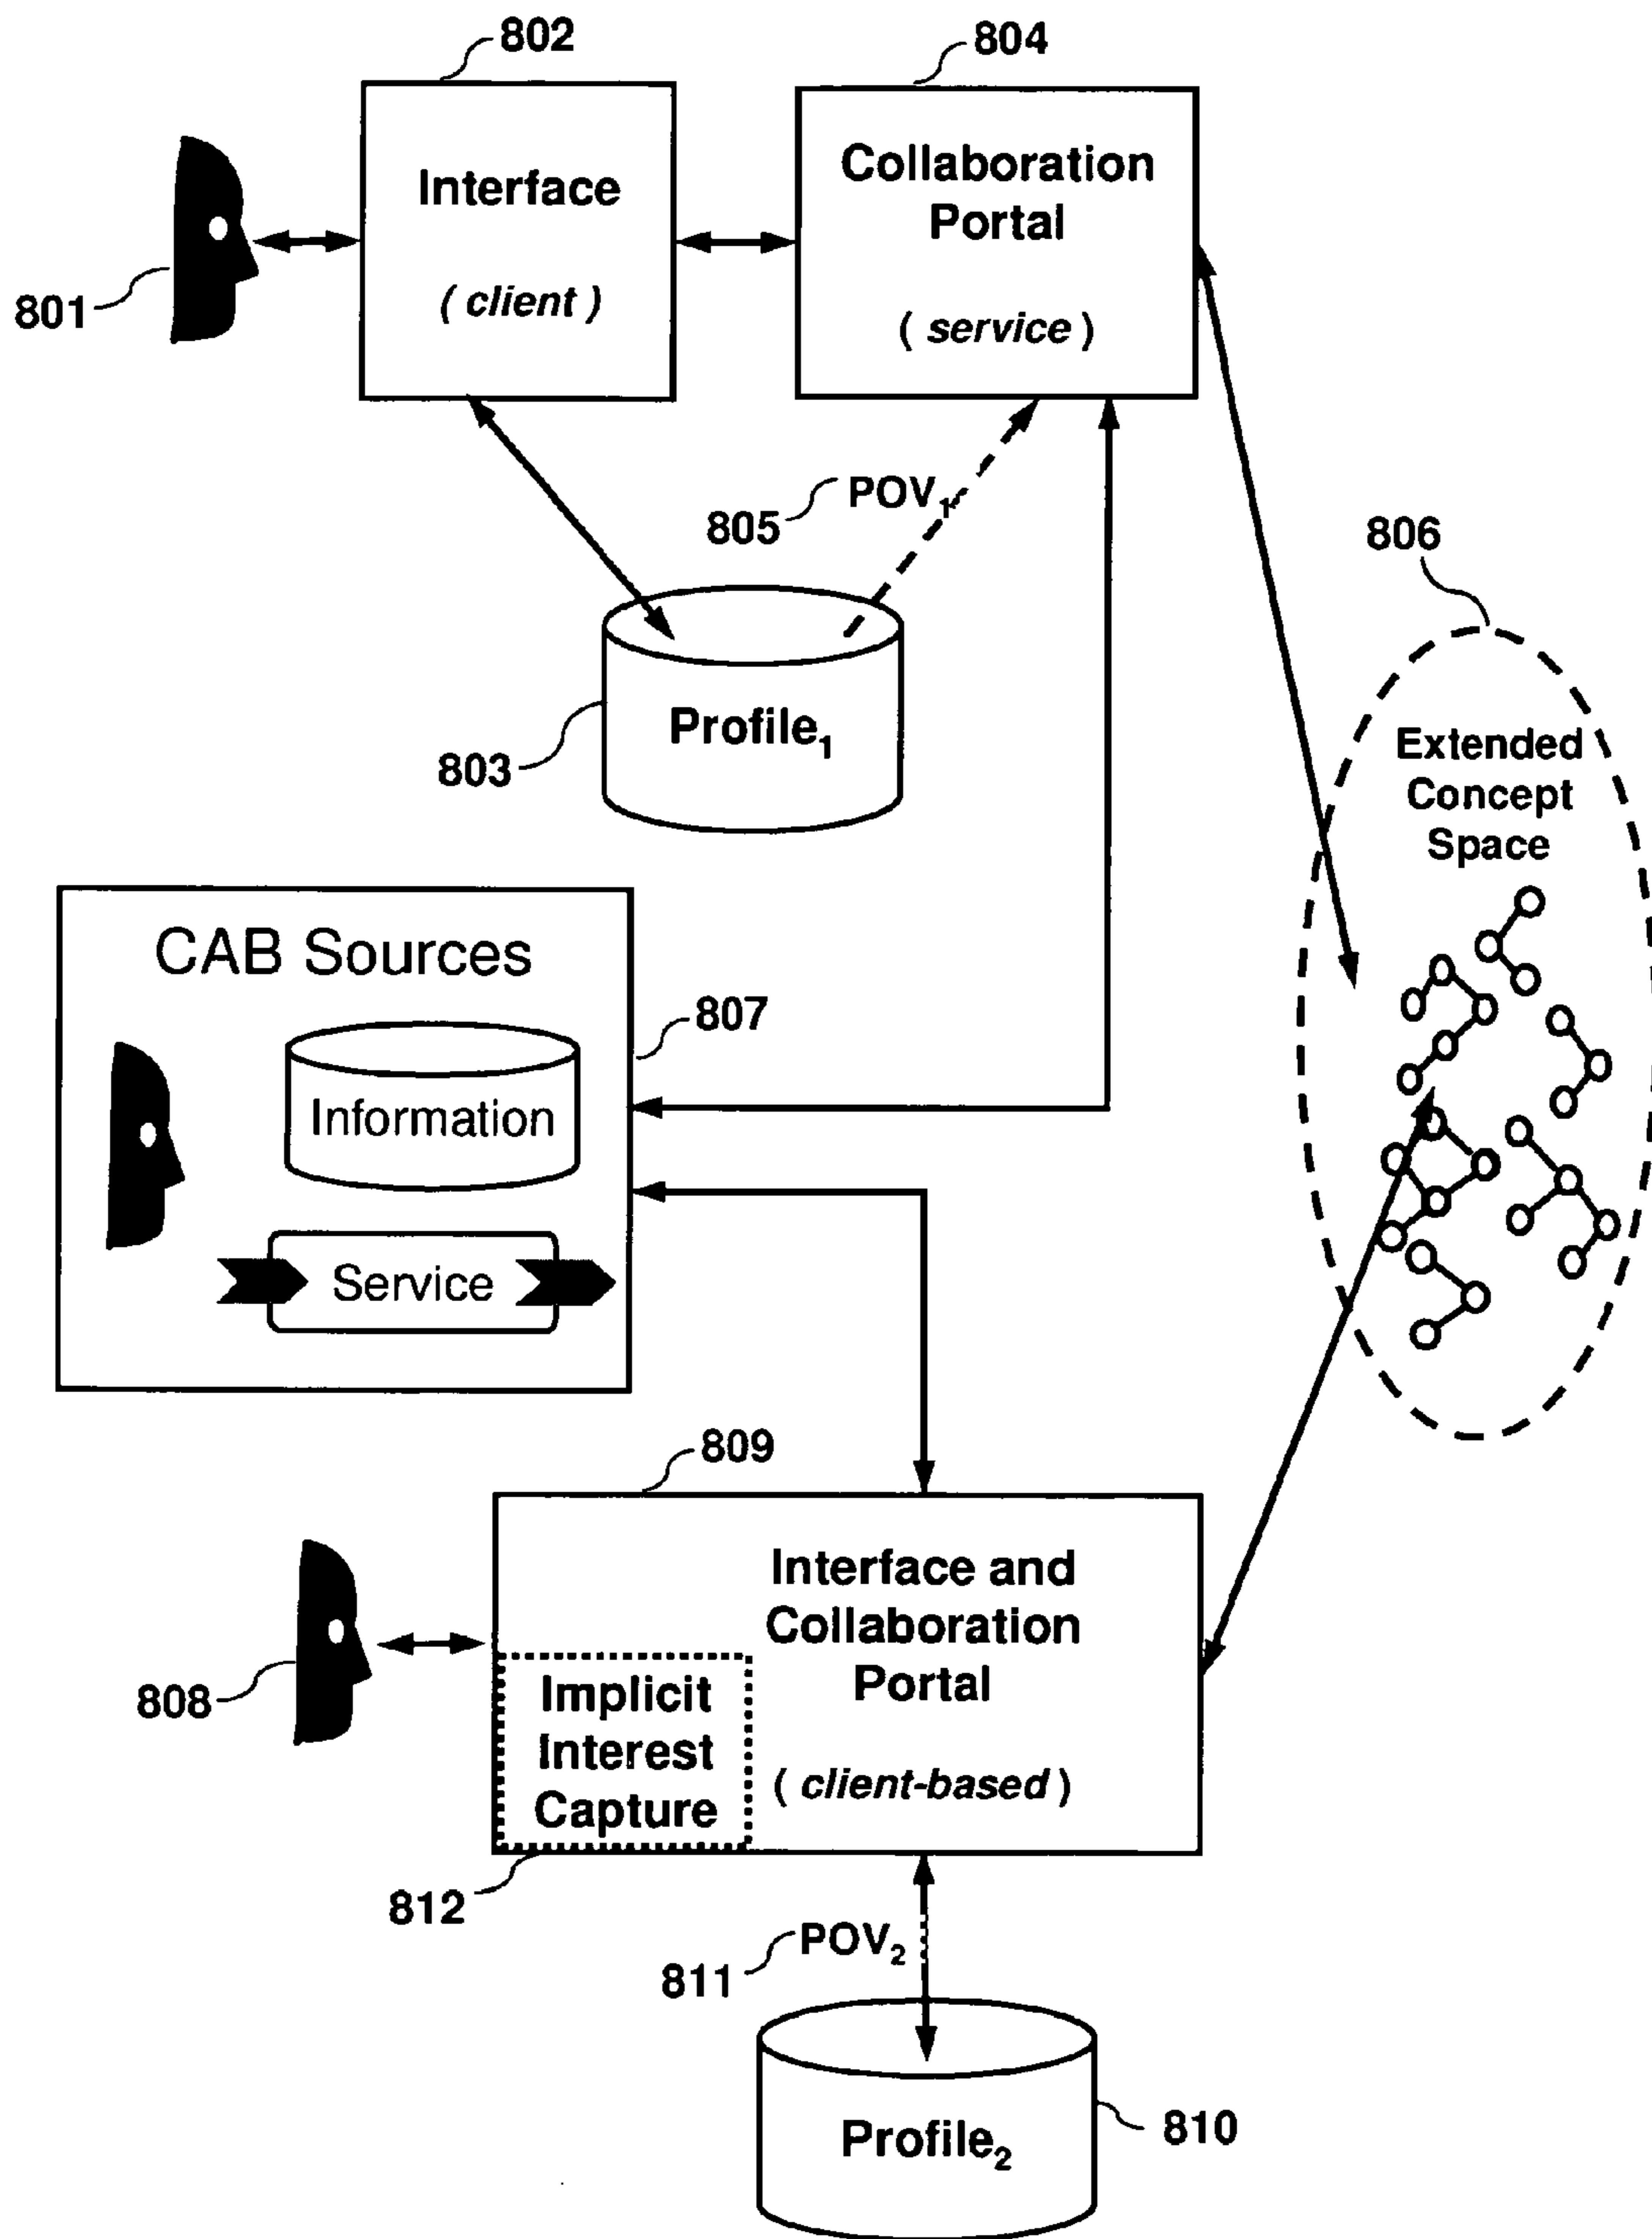 802
804
Interface
( client )
Collaboration
Portal
( service )
801
805
POV1
806
Profile1
803
Extended
Concept
Space
CAB Sources
807
Information
Service
809
Interface and
Collaboration
Portal
( client-based )
808
Implicit
Interest
Capture
812
POV2
811
Profile2
810